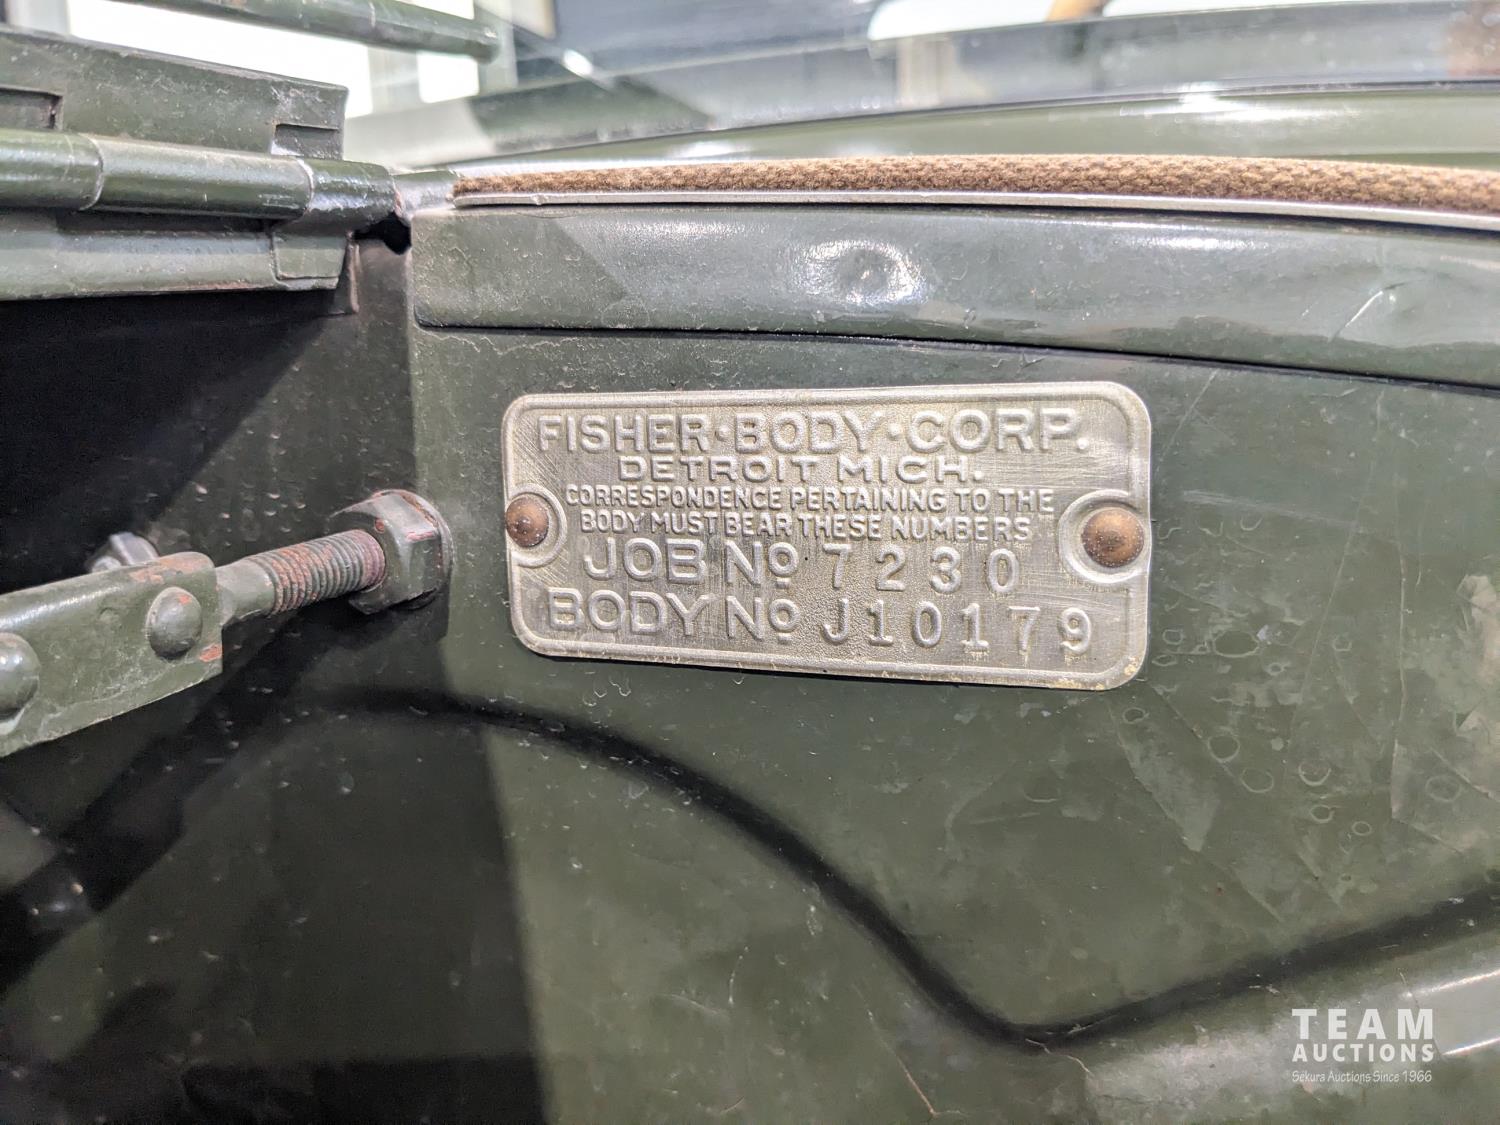 FISHER·BODY·CORP.
DETROIT MICH.
CORRESPONDENCE PERTAINING TO THE
BODY MUST BEAR THESE NUMBERS
JOB Nº 7230
BODY Nº J10179
TEAM
AUCTIONS
Sekura Auctions Since 1966